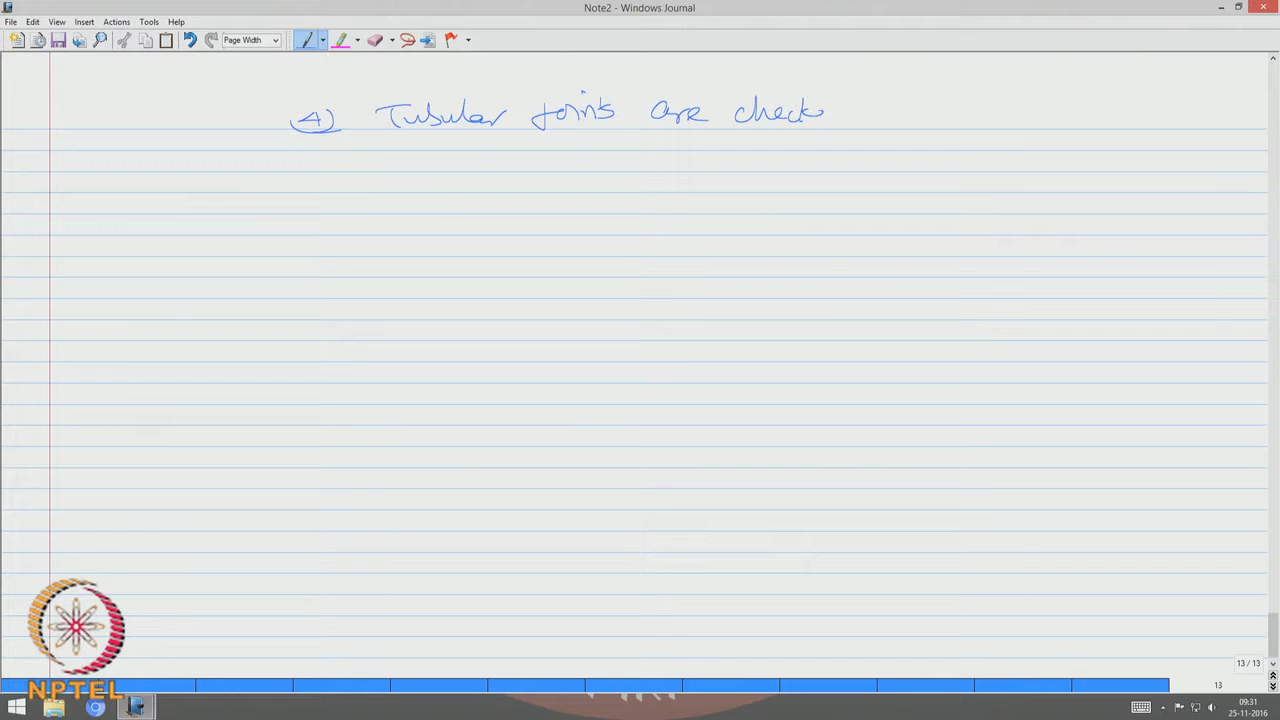 Note2 - Windows Journal
File Edit View Insert Actions Tools Help
Page Width
4) Tubular Joints are check
13 / 13
13
NPTEL
09:31
25-11-2016